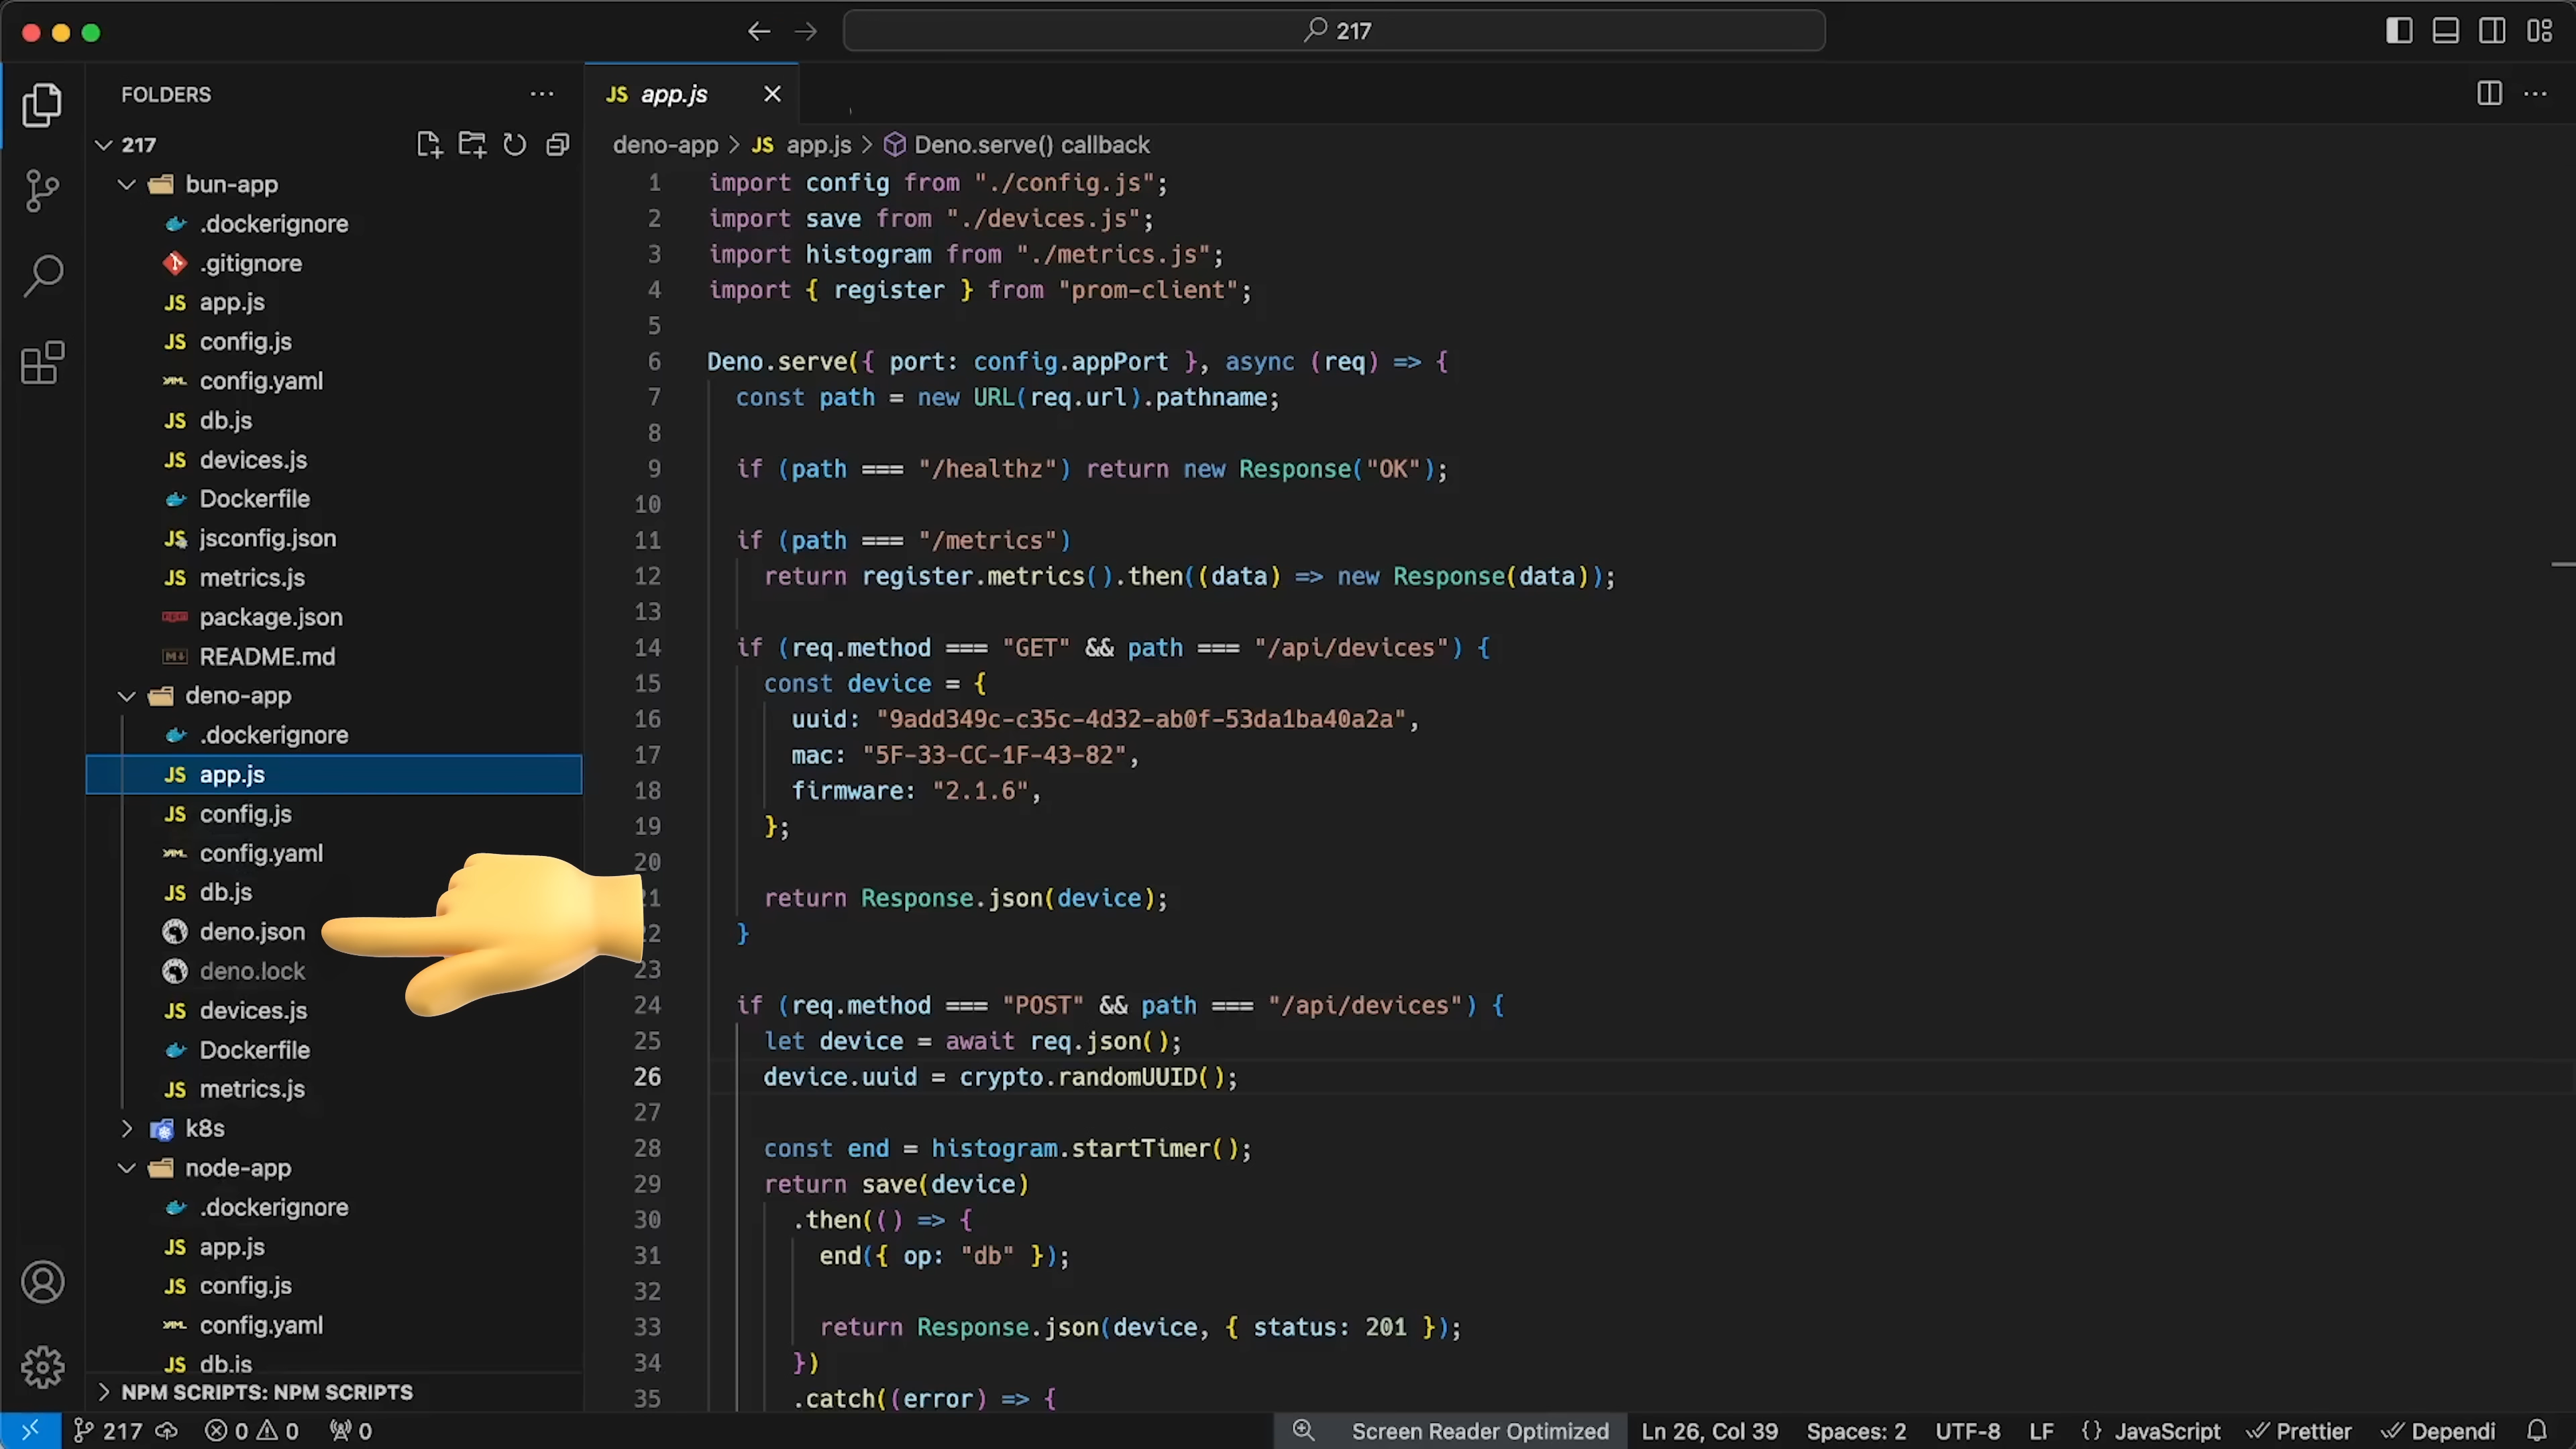 217
FOLDERS
217
bun-app
.dockerignore
.gitignore
JS app.js
JS config.js
YAML config.yaml
JS db.js
JS devices.js
Dockerfile
JS jsconfig.json
JS metrics.js
package.json
M↓ README.md
deno-app
.dockerignore
JS app.js
JS config.js
YAML config.yaml
JS db.js
deno.json
deno.lock
JS devices.js
Dockerfile
JS metrics.js
k8s
node-app
.dockerignore
JS app.js
JS config.js
YAML config.yaml
JS db.js
NPM SCRIPTS: NPM SCRIPTS
JS app.js
deno-app > JS app.js > Deno.serve() callback
1 import config from "./config.js";
2 import save from "./devices.js";
3 import histogram from "./metrics.js";
4 import { register } from "prom-client";
5
6 Deno.serve({ port: config.appPort }, async (req) => {
7 const path = new URL(req.url).pathname;
8
9 if (path === "/healthz") return new Response("OK");
10
11 if (path === "/metrics")
12 return register.metrics().then((data) => new Response(data));
13
14 if (req.method === "GET" && path === "/api/devices") {
15 const device = {
16 uuid: "9add349c-c35c-4d32-ab0f-53da1ba40a2a",
17 mac: "5F-33-CC-1F-43-82",
18 firmware: "2.1.6",
19 };
20
21 return Response.json(device);
22 }
23
24 if (req.method === "POST" && path === "/api/devices") {
25 let device = await req.json();
26 device.uuid = crypto.randomUUID();
27
28 const end = histogram.startTimer();
29 return save(device)
30 .then(() => {
31 end({ op: "db" });
32
33 return Response.json(device, { status: 201 });
34 })
35 .catch((error) => {
217 0 0 0 Screen Reader Optimized Ln 26, Col 39 Spaces: 2 UTF-8 LF {} JavaScript Prettier Dependi